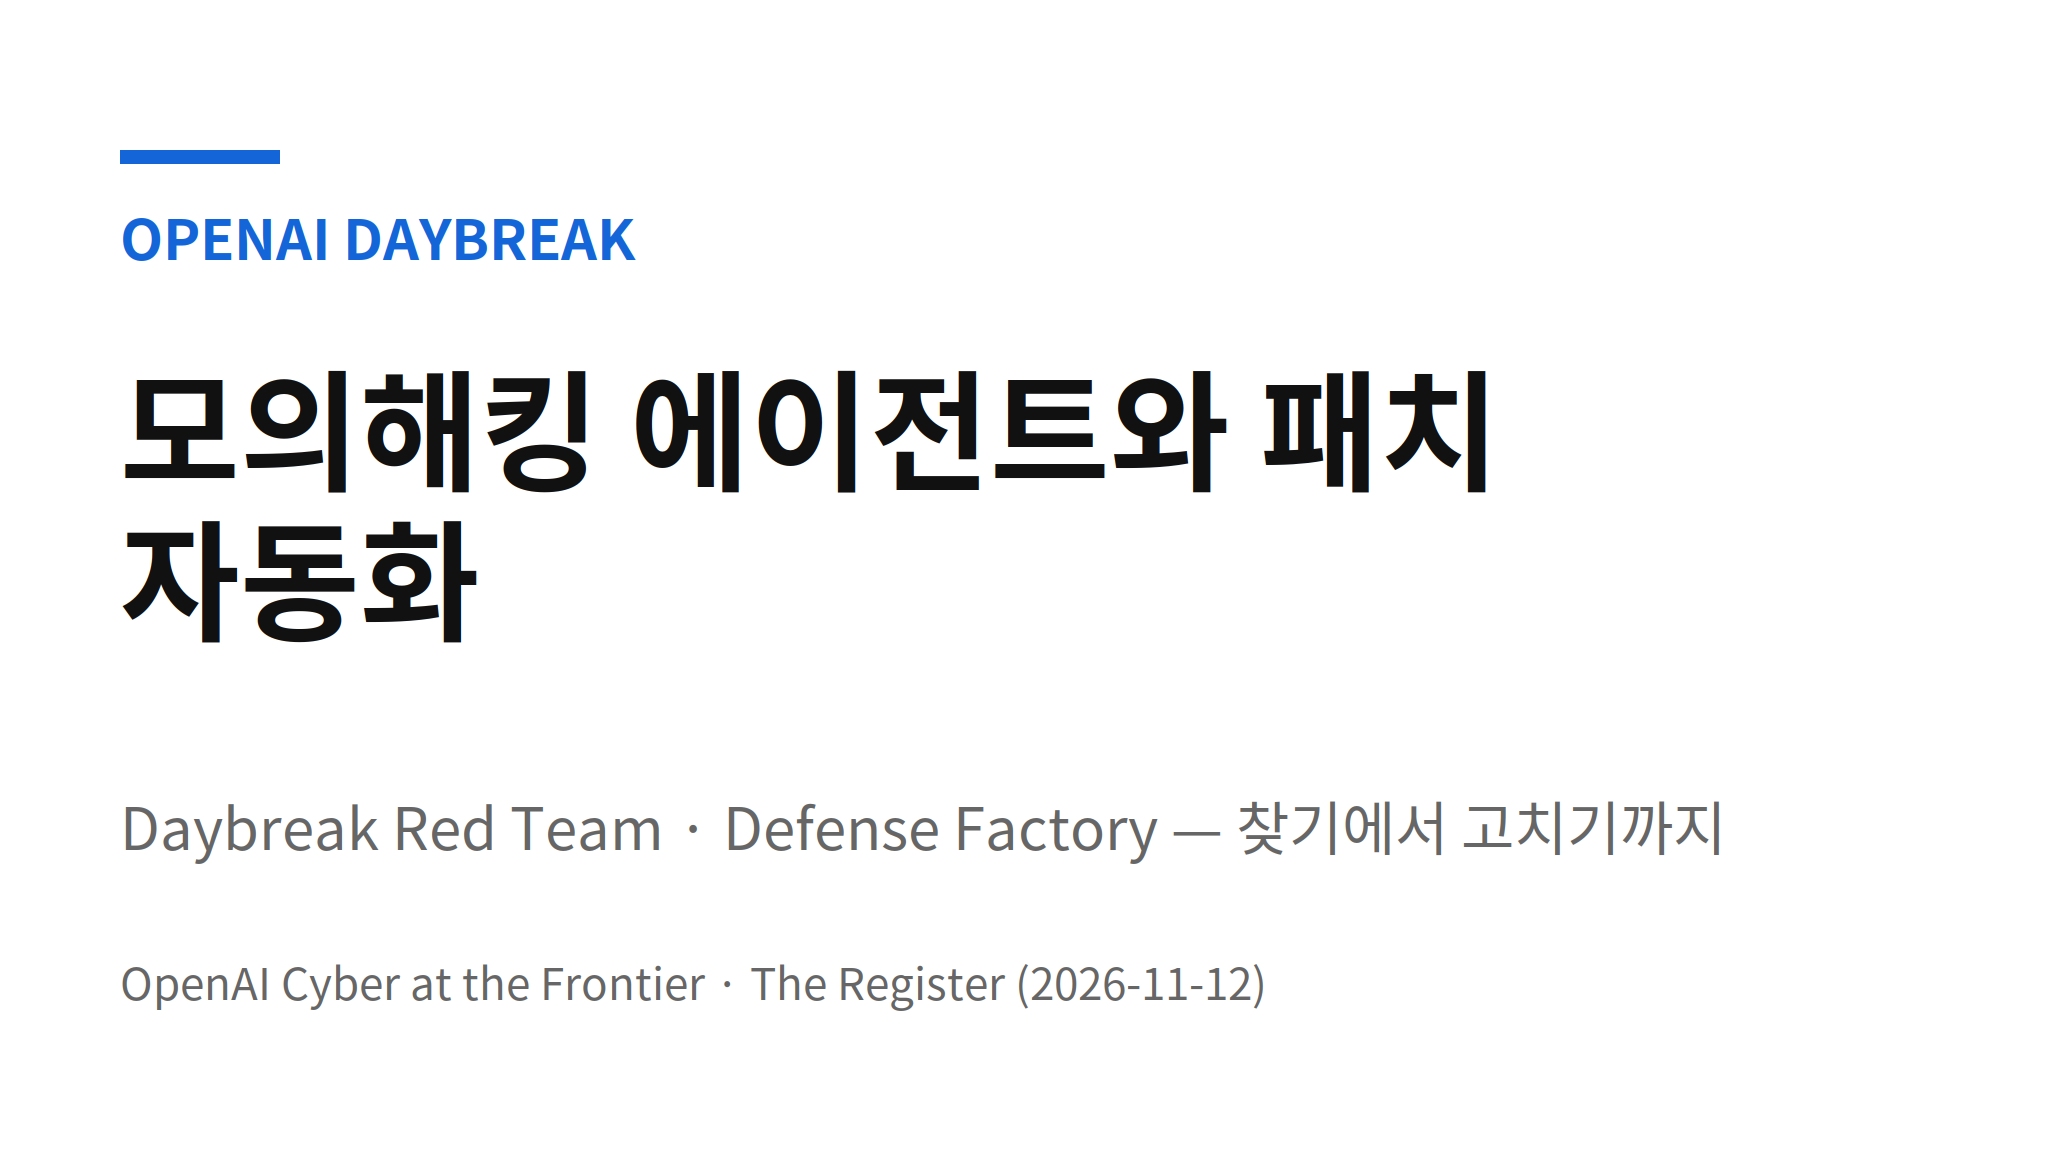 OPENAI DAYBREAK
모의해킹 에이전트와 패치
자동화
Daybreak Red Team · Defense Factory — 찾기에서 고치기까지
OpenAI Cyber at the Frontier · The Register (2026-11-12)